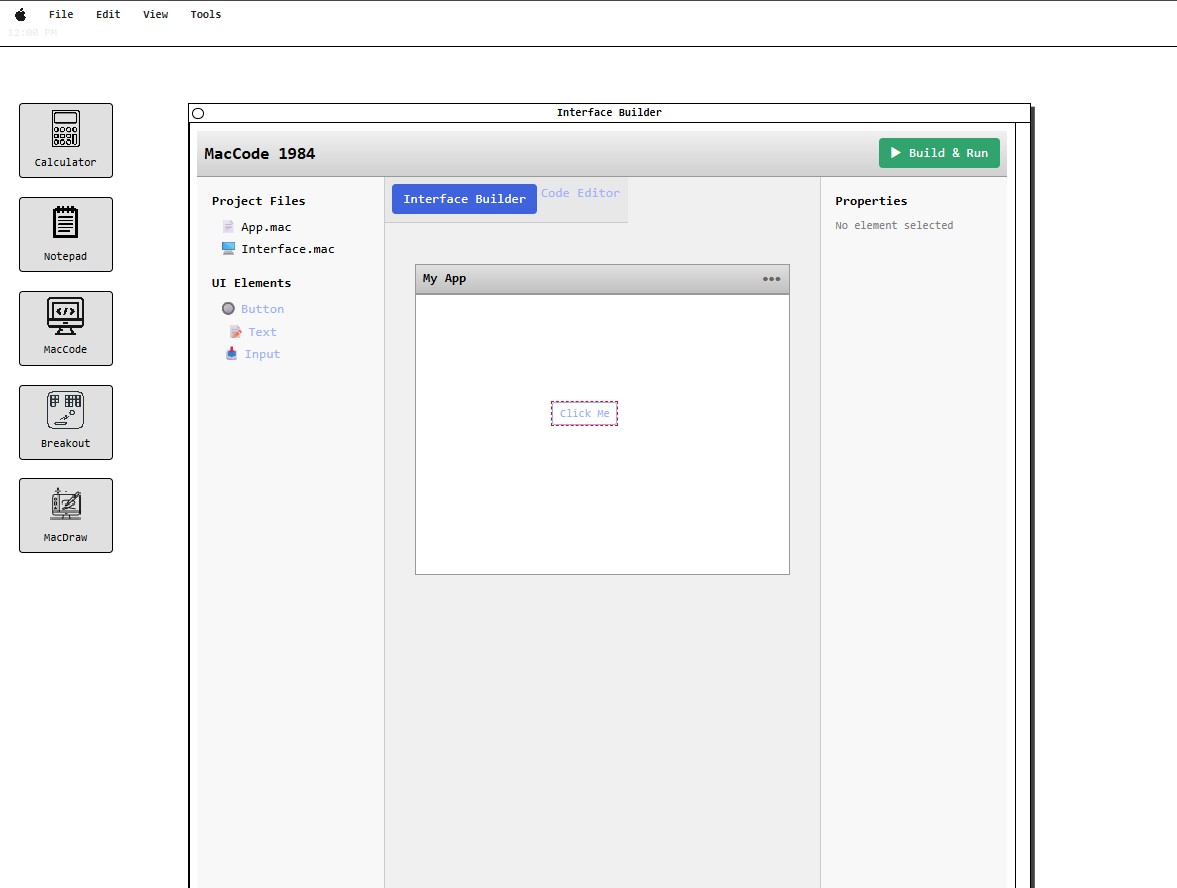 File Edit View Tools
12:00 PM
Calculator
Notepad
MacCode
Breakout
MacDraw
Interface Builder
MacCode 1984
Build & Run
Project Files
App.mac
Interface.mac
UI Elements
Button
Text
Input
Interface Builder
Code Editor
My App
Click Me
Properties
No element selected